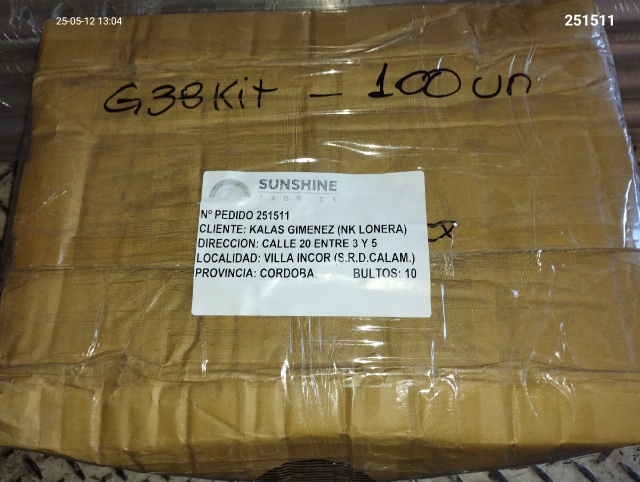 25-05-12 13:04
251511
G38Kit - 100un
SUNSHINE
FABRICS
Nº PEDIDO 251511
CLIENTE: KALAS GIMENEZ (NK LONERA)
DIRECCION: CALLE 20 ENTRE 3 Y 5
LOCALIDAD: VILLA INCOR (S.R.D.CALAM.)
PROVINCIA: CORDOBA BULTOS: 10